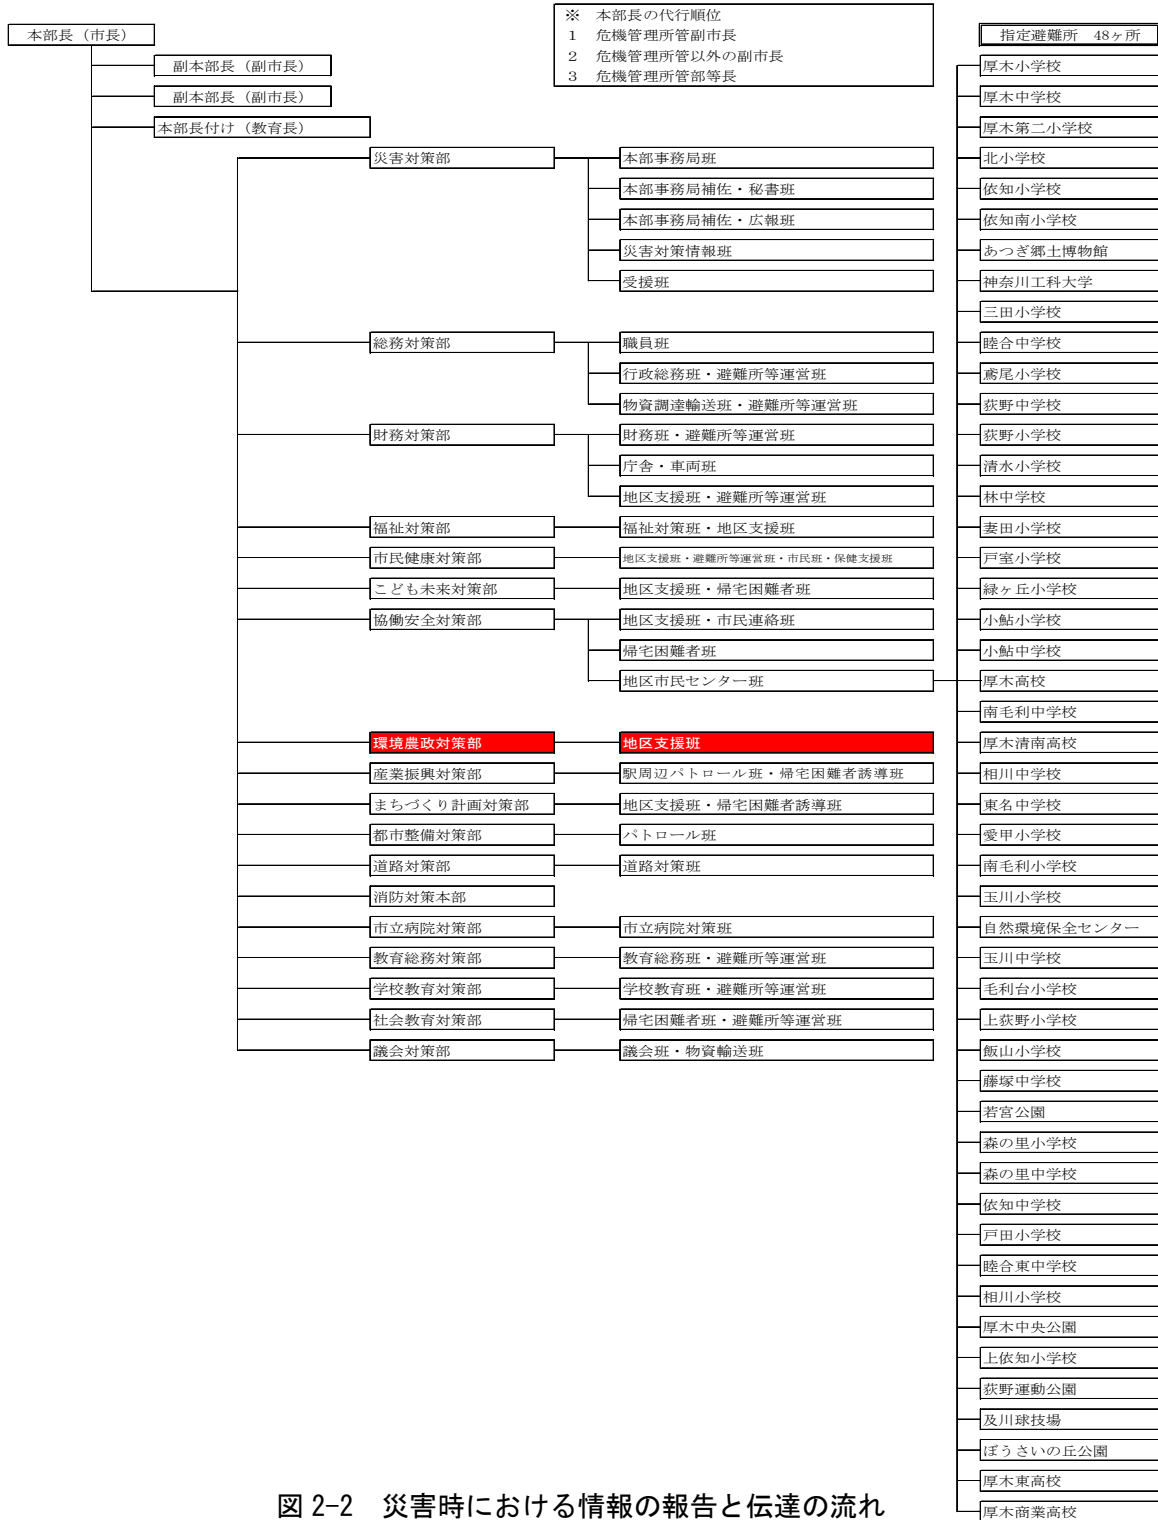 ※　本部長の代行順位
1　危機管理所管副市長
2　危機管理所管以外の副市長
3　危機管理所管部等長
本部長（市長）
副本部長（副市長）
副本部長（副市長）
本部長付け（教育長）
災害対策部
本部事務局班
本部事務局補佐・秘書班
本部事務局補佐・広報班
災害対策情報班
受援班
総務対策部
職員班
行政総務班・避難所等運営班
物資調達輸送班・避難所等運営班
財務対策部
財務班・避難所等運営班
庁舎・車両班
地区支援班・避難所等運営班
福祉対策部
福祉対策班・地区支援班
市民健康対策部
地区支援班・避難所等運営班・市民班・保健支援班
こども未来対策部
地区支援班・帰宅困難者班
協働安全対策部
地区支援班・市民連絡班
帰宅困難者班
地区市民センター班
環境農政対策部
地区支援班
産業振興対策部
駅周辺パトロール班・帰宅困難者誘導班
まちづくり計画対策部
地区支援班・帰宅困難者誘導班
都市整備対策部
パトロール班
道路対策部
道路対策班
消防対策本部
市立病院対策部
市立病院対策班
教育総務対策部
教育総務班・避難所等運営班
学校教育対策部
学校教育班・避難所等運営班
社会教育対策部
帰宅困難者班・避難所等運営班
議会対策部
議会班・物資輸送班
指定避難所　48ヶ所
厚木小学校
厚木中学校
厚木第二小学校
北小学校
依知小学校
依知南小学校
あつぎ郷土博物館
神奈川工科大学
三田小学校
睦合中学校
鳶尾小学校
荻野中学校
荻野小学校
清水小学校
林中学校
妻田小学校
戸室小学校
緑ヶ丘小学校
小鮎小学校
小鮎中学校
厚木高校
南毛利中学校
厚木清南高校
相川中学校
東名中学校
愛甲小学校
南毛利小学校
玉川小学校
自然環境保全センター
玉川中学校
毛利台小学校
上荻野小学校
飯山小学校
藤塚中学校
若宮公園
森の里小学校
森の里中学校
依知中学校
戸田小学校
睦合東中学校
相川小学校
厚木中央公園
上依知小学校
荻野運動公園
及川球技場
ぼうさいの丘公園
厚木東高校
厚木商業高校
図 2-2　災害時における情報の報告と伝達の流れ